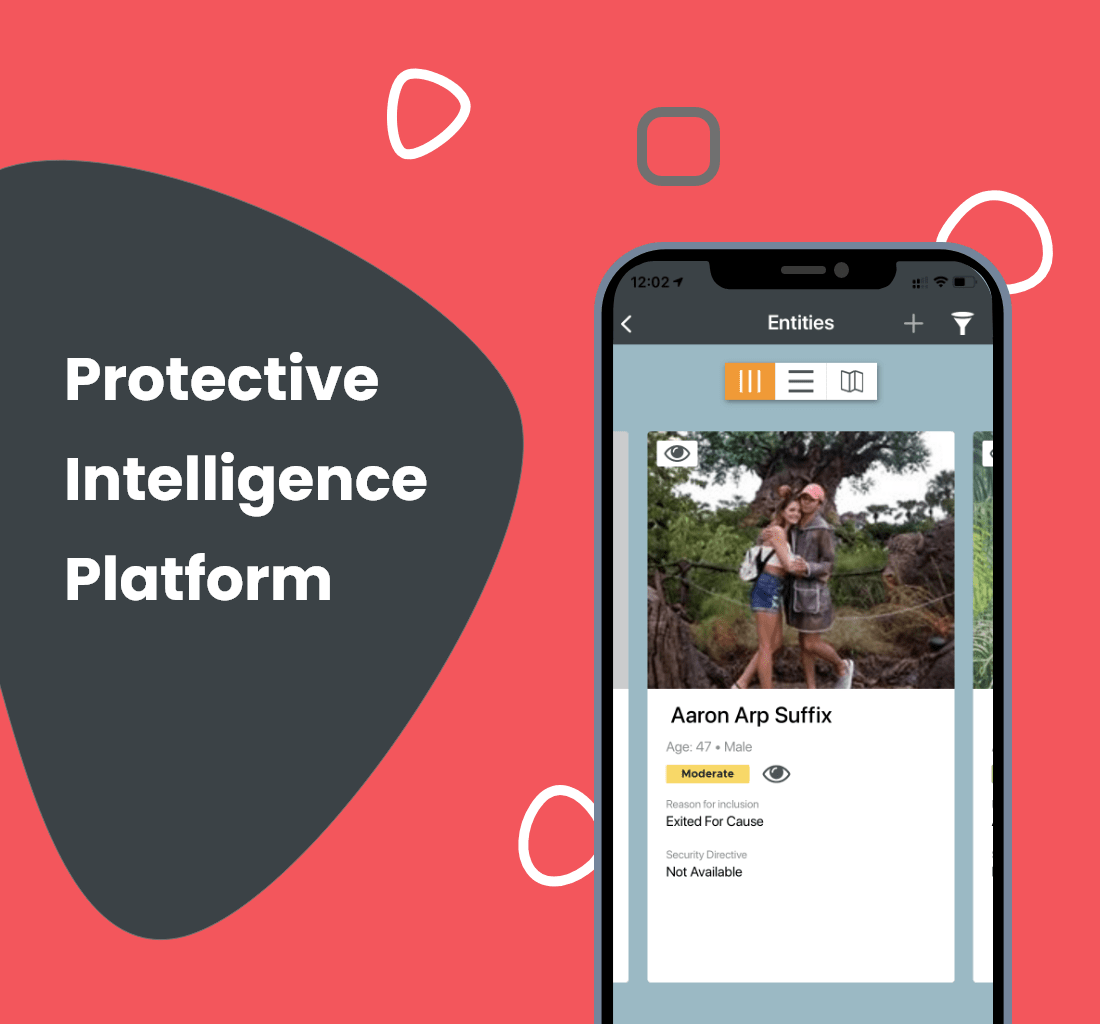 Protective
Intelligence
Platform
12:02
Entities
Aaron Arp Suffix
Age: 47 • Male
Moderate
Reason for inclusion
Exited For Cause
Security Directive
Not Available